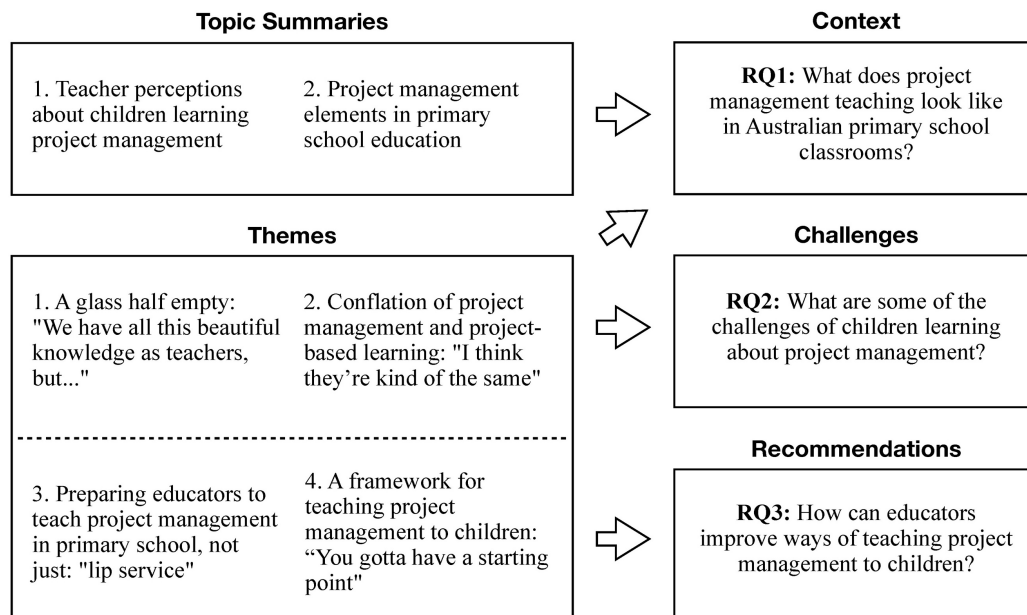 Topic Summaries
1. Teacher perceptions
about children learning
project management
2. Project management
elements in primary
school education
Context
RQ1: What does project
management teaching look like
in Australian primary school
classrooms?
Themes
1. A glass half empty:
"We have all this beautiful
knowledge as teachers,
but..."
2. Conflation of project
management and project-
based learning: "I think
they’re kind of the same"
Challenges
RQ2: What are some of the
challenges of children learning
about project management?
3. Preparing educators to
teach project management
in primary school, not
just: "lip service"
4. A framework for
teaching project
management to children:
“You gotta have a starting
point"
Recommendations
RQ3: How can educators
improve ways of teaching project
management to children?